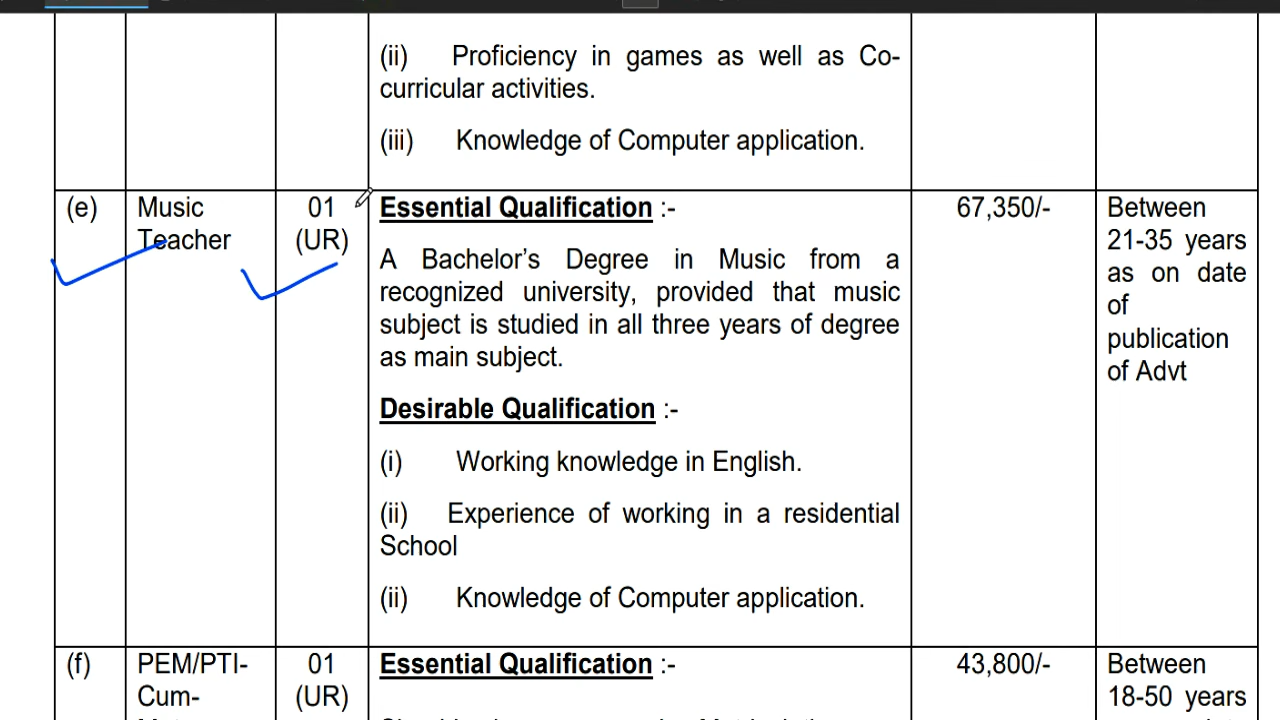 (ii) Proficiency in games as well as Co-
curricular activities.
(iii) Knowledge of Computer application.
(e)
Music
Teacher
01
(UR)
Essential Qualification :-
A Bachelor's Degree in Music from a
recognized university, provided that music
subject is studied in all three years of degree
as main subject.
Desirable Qualification :-
(i) Working knowledge in English.
(ii) Experience of working in a residential
School
(ii) Knowledge of Computer application.
67,350/-
Between
21-35 years
as on date
of
publication
of Advt
(f)
PEM/PTI-
Cum-
01
(UR)
Essential Qualification :-
43,800/-
Between
18-50 years